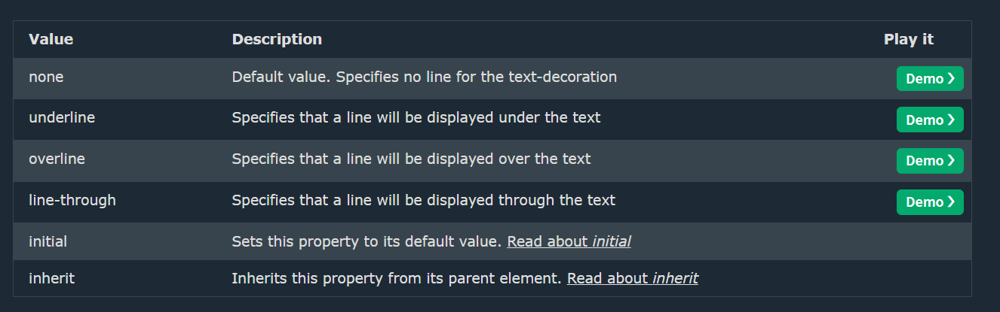 Value Description Play it
none Default value. Specifies no line for the text-decoration Demo ❯
underline Specifies that a line will be displayed under the text Demo ❯
overline Specifies that a line will be displayed over the text Demo ❯
line-through Specifies that a line will be displayed through the text Demo ❯
initial Sets this property to its default value. Read about initial
inherit Inherits this property from its parent element. Read about inherit